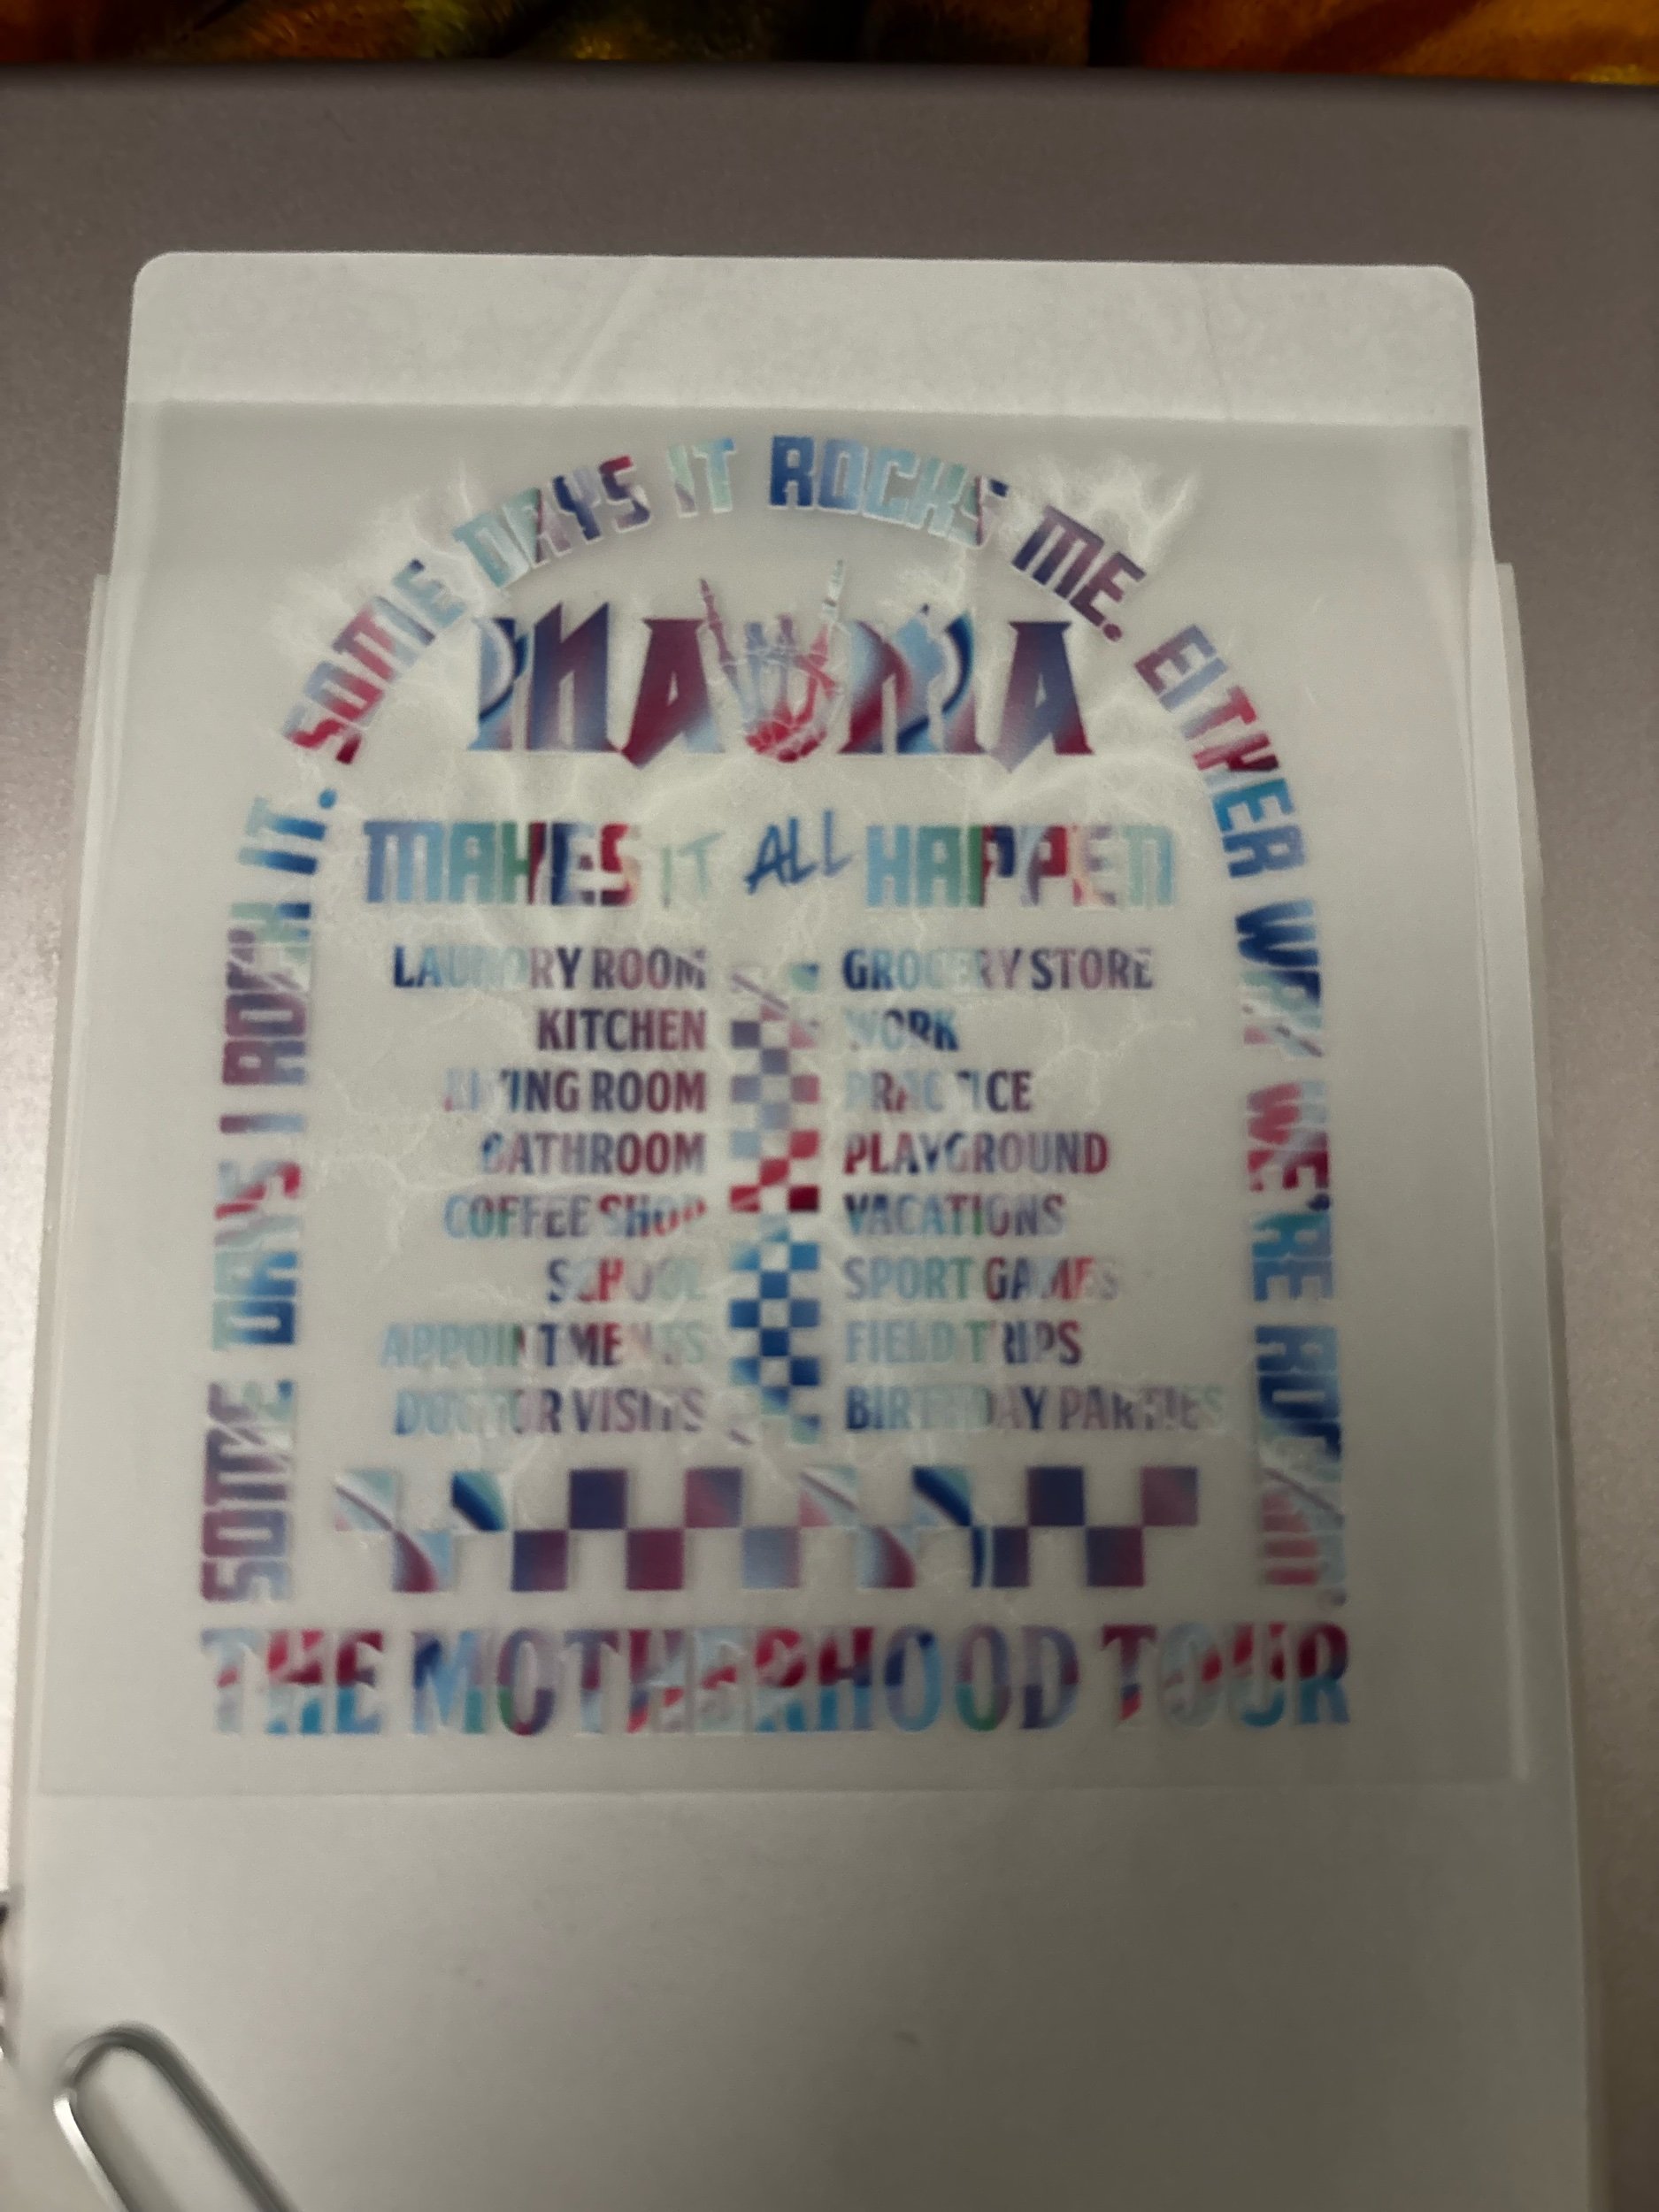 SOME DAYS I ROCK IT. SOME DAYS IT ROCKS ME. EITHER WAY WE'RE ROCKIN'
MAMA
MAKES IT ALL HAPPEN
LAUNDRY ROOM GROCERY STORE
KITCHEN WORK
LIVING ROOM PRACTICE
BATHROOM PLAYGROUND
COFFEE SHOP VACATIONS
SCHOOL SPORT GAMES
APPOINTMENTS FIELD TRIPS
DOCTOR VISITS BIRTHDAY PARTIES
THE MOTHERHOOD TOUR